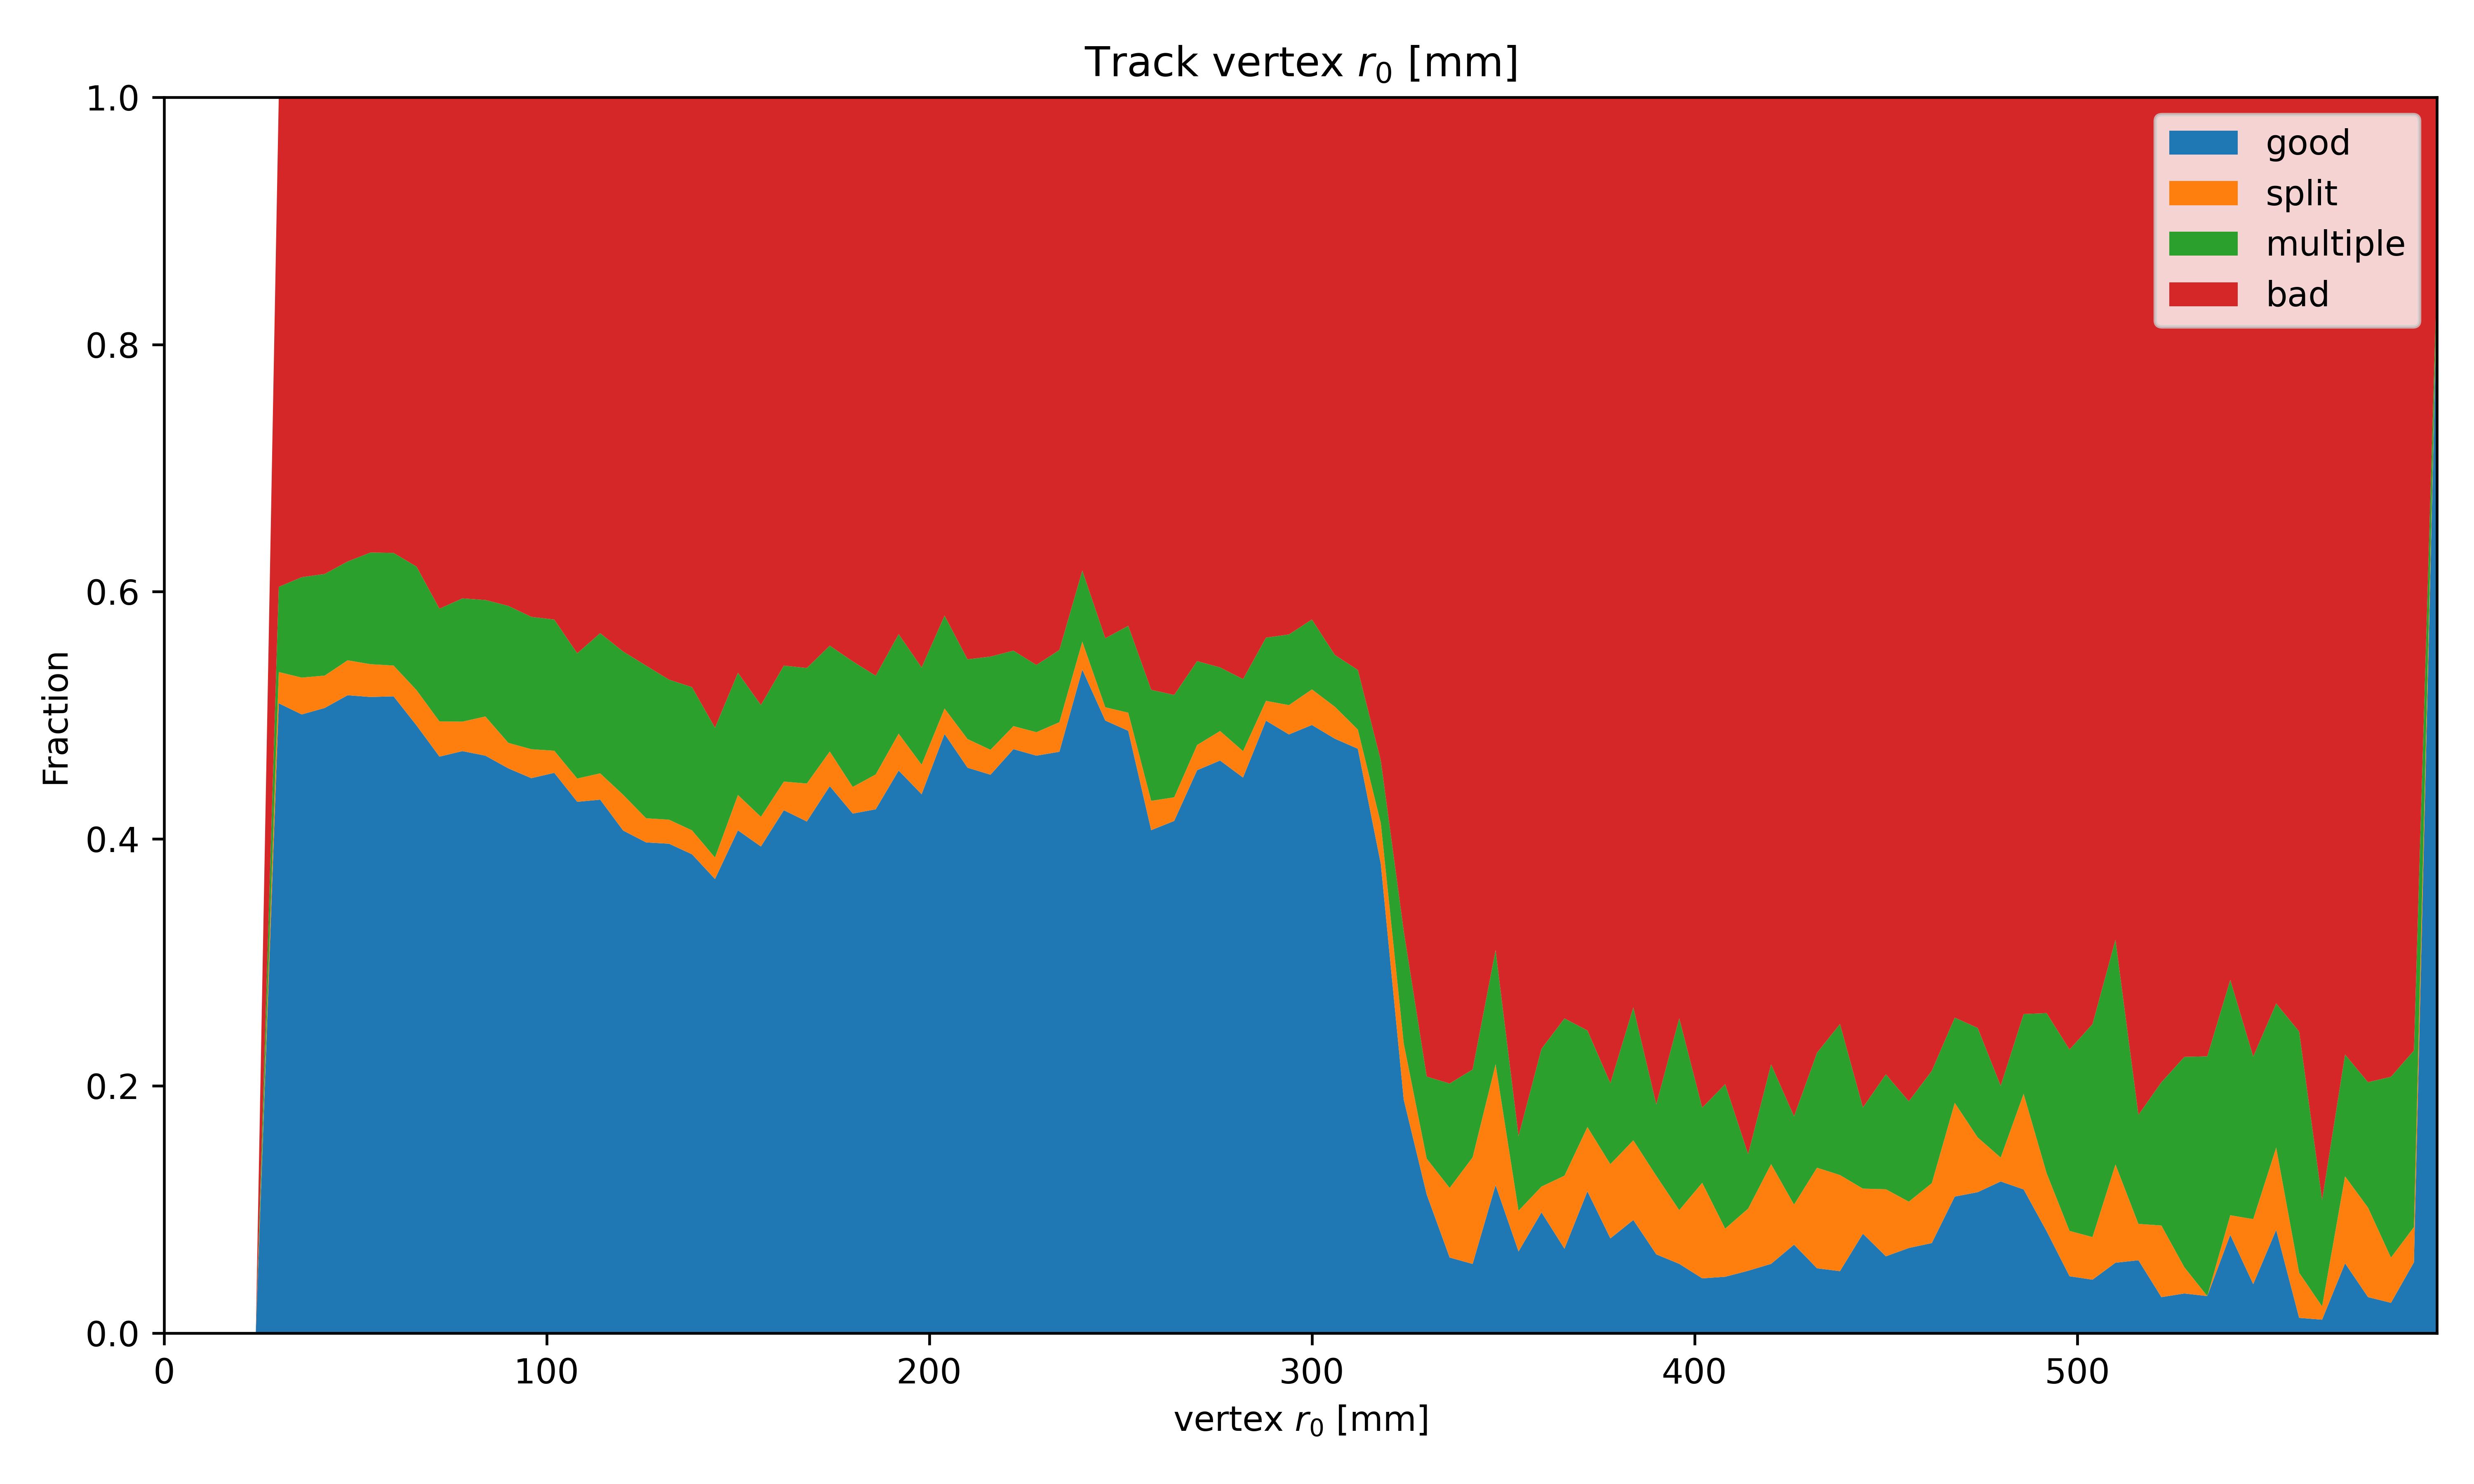 Track vertex r₀ [mm]
1.0
0.8
0.6
0.4
0.2
0.0
Fraction
good
split
multiple
bad
0 100 200 300 400 500
vertex r₀ [mm]